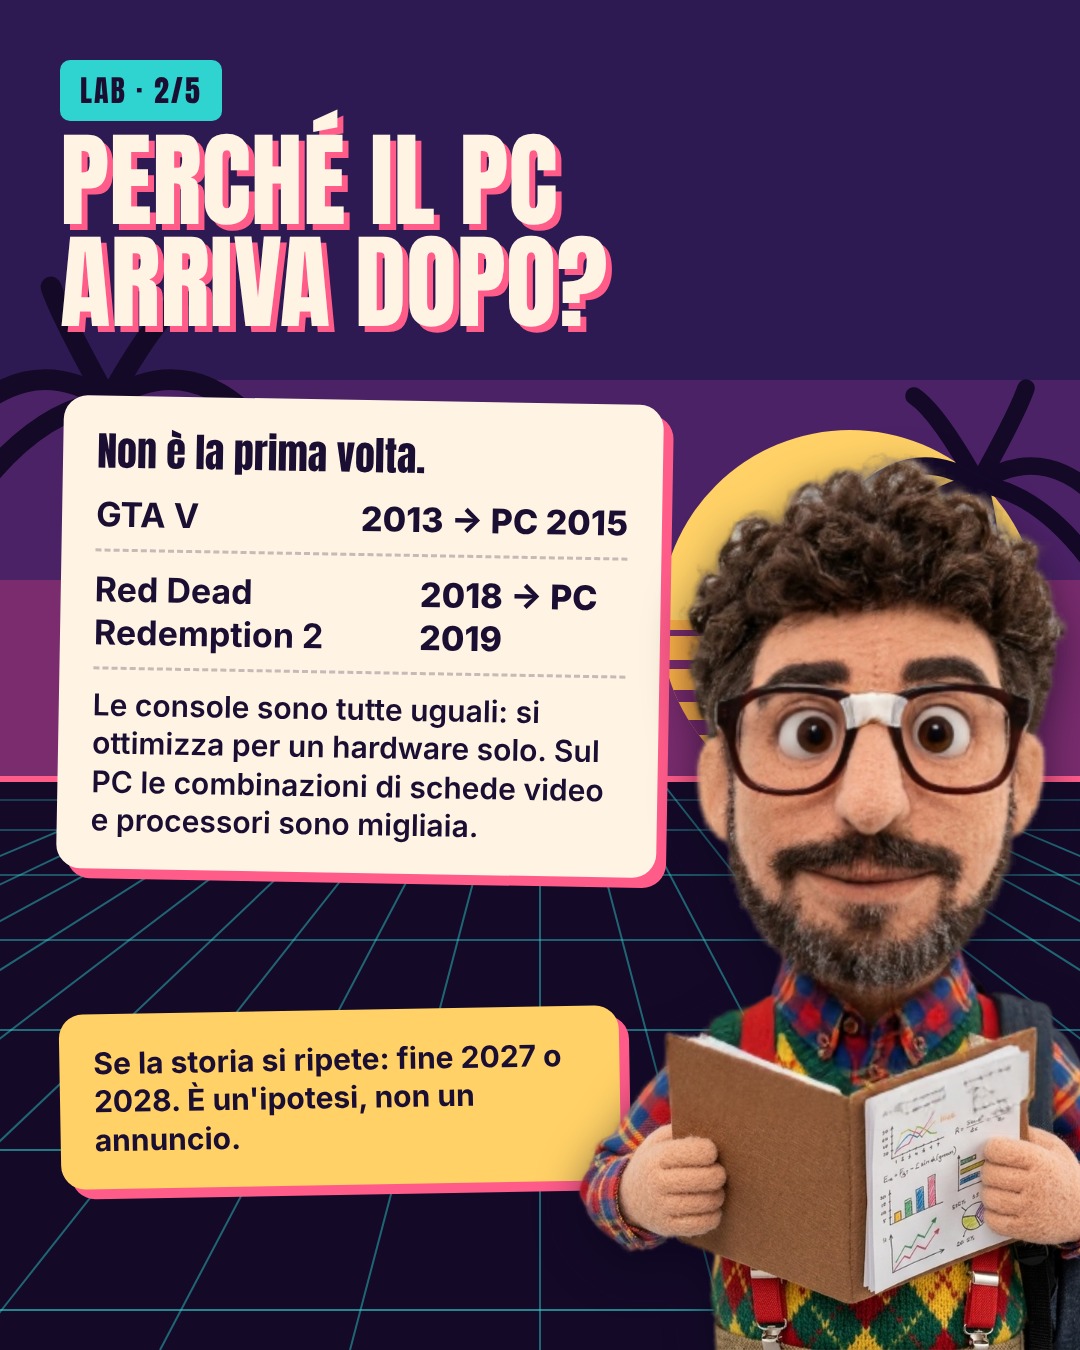 LAB · 2/5
PERCHÉ IL PC
ARRIVA DOPO?
Non è la prima volta.
GTA V
2013 → PC 2015
Red Dead
Redemption 2
2018 → PC
2019
Le console sono tutte uguali: si
ottimizza per un hardware solo. Sul
PC le combinazioni di schede video
e processori sono migliaia.
Se la storia si ripete: fine 2027 o
2028. È un'ipotesi, non un
annuncio.